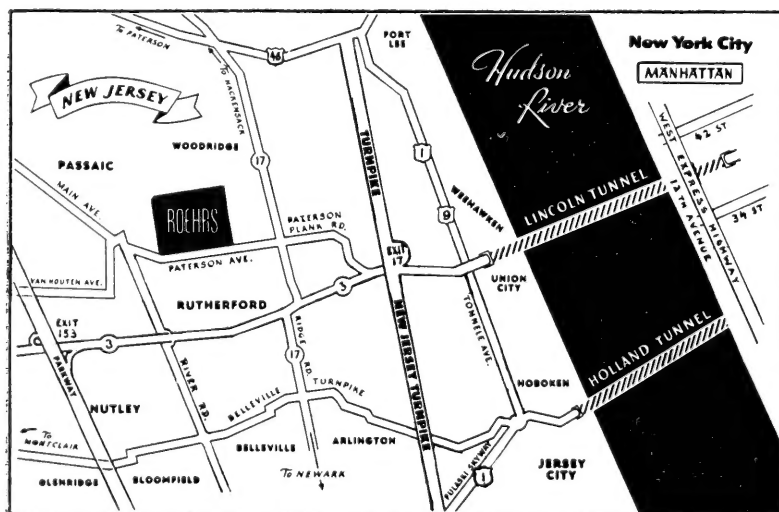 TO PATERSON
46
FORT
LEE
Hudson
River
New York City
MANHATTAN
NEW JERSEY
TO HACKENSACK
WOODRIDGE
17
TURNPIKE
1
WEST EXPRESS HIGHWAY
12TH AVENUE
42 ST
34 ST
PASSAIC
MAIN AVE.
ROEHRS
PATERSON
PLANK RD.
9
WEEHAWKEN
LINCOLN TUNNEL
EXIT
17
PATERSON AVE.
VAN HOUTEN AVE.
RUTHERFORD
3
UNION
CITY
EXIT
153
3
PARKWAY
RIVER RD.
RIDGE RD.
17
NEW JERSEY TURNPIKE
TONNELE AVE.
HOBOKEN
HOLLAND TUNNEL
NUTLEY
BELLEVILLE TURNPIKE
To
MONTCLAIR
BELLEVILLE
ARLINGTON
PULASKI SKYWAY
1
JERSEY
CITY
GLENRIDGE
BLOOMFIELD
To NEWARK